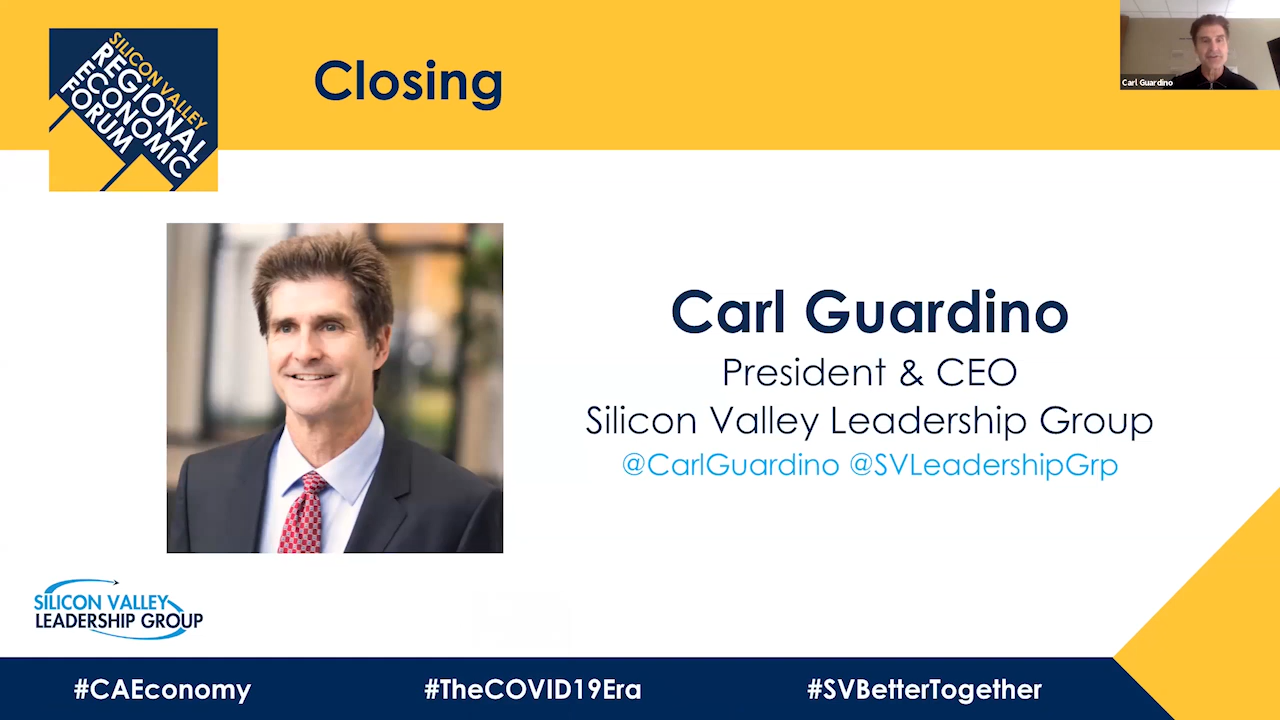 SILICON VALLEY
REGIONAL
ECONOMIC
FORUM
Closing
Carl Guardino
Carl Guardino
President & CEO
Silicon Valley Leadership Group
@CarlGuardino @SVLeadershipGrp
SILICON VALLEY
LEADERSHIP GROUP
#CAEconomy
#TheCOVID19Era
#SVBetterTogether